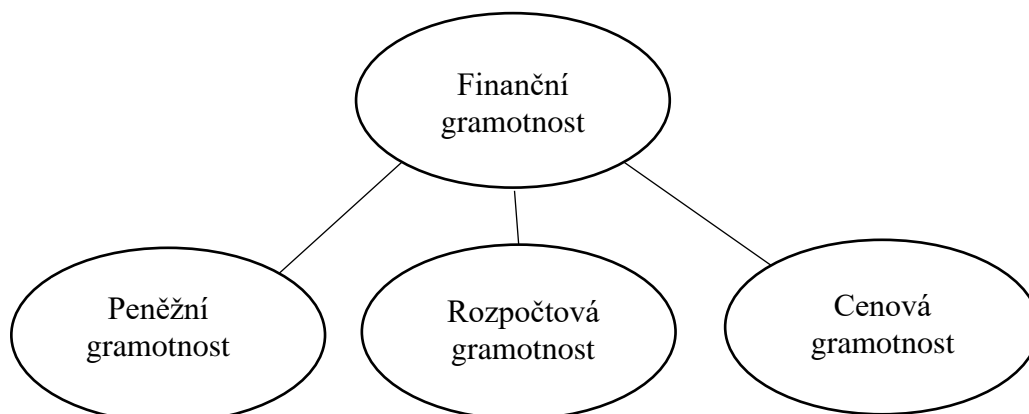 Finanční
gramotnost
Peněžní
gramotnost
Rozpočtová
gramotnost
Cenová
gramotnost